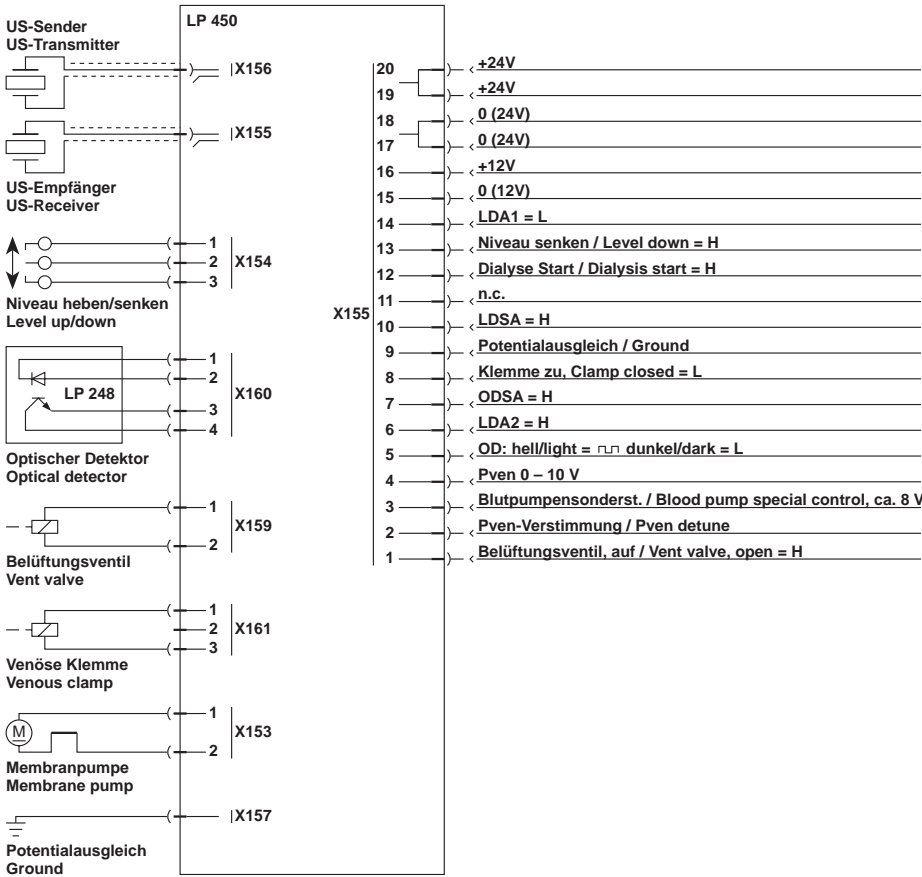 LP 450
US-Sender
US-Transmitter
X156
X155
US-Empfänger
US-Receiver
1
2
3
X154
Niveau heben/senken
Level up/down
LP 248
1
2
3
4
X160
Optischer Detektor
Optical detector
1
2
X159
Belüftungsventil
Vent valve
1
2
3
X161
Venöse Klemme
Venous clamp
M
1
2
X153
Membranpumpe
Membrane pump
X157
Potentialausgleich
Ground
X155
20 +24V
19 +24V
18 0 (24V)
17 0 (24V)
16 +12V
15 0 (12V)
14 LDA1 = L
13 Niveau senken / Level down = H
12 Dialyse Start / Dialysis start = H
11 n.c.
10 LDSA = H
9 Potentialausgleich / Ground
8 Klemme zu, Clamp closed = L
7 ODSA = H
6 LDA2 = H
5 OD: hell/light = dunkel/dark = L
4 Pven 0 – 10 V
3 Blutpumpensonderst. / Blood pump special control, ca. 8 V
2 Pven-Verstimmung / Pven detune
1 Belüftungsventil, auf / Vent valve, open = H